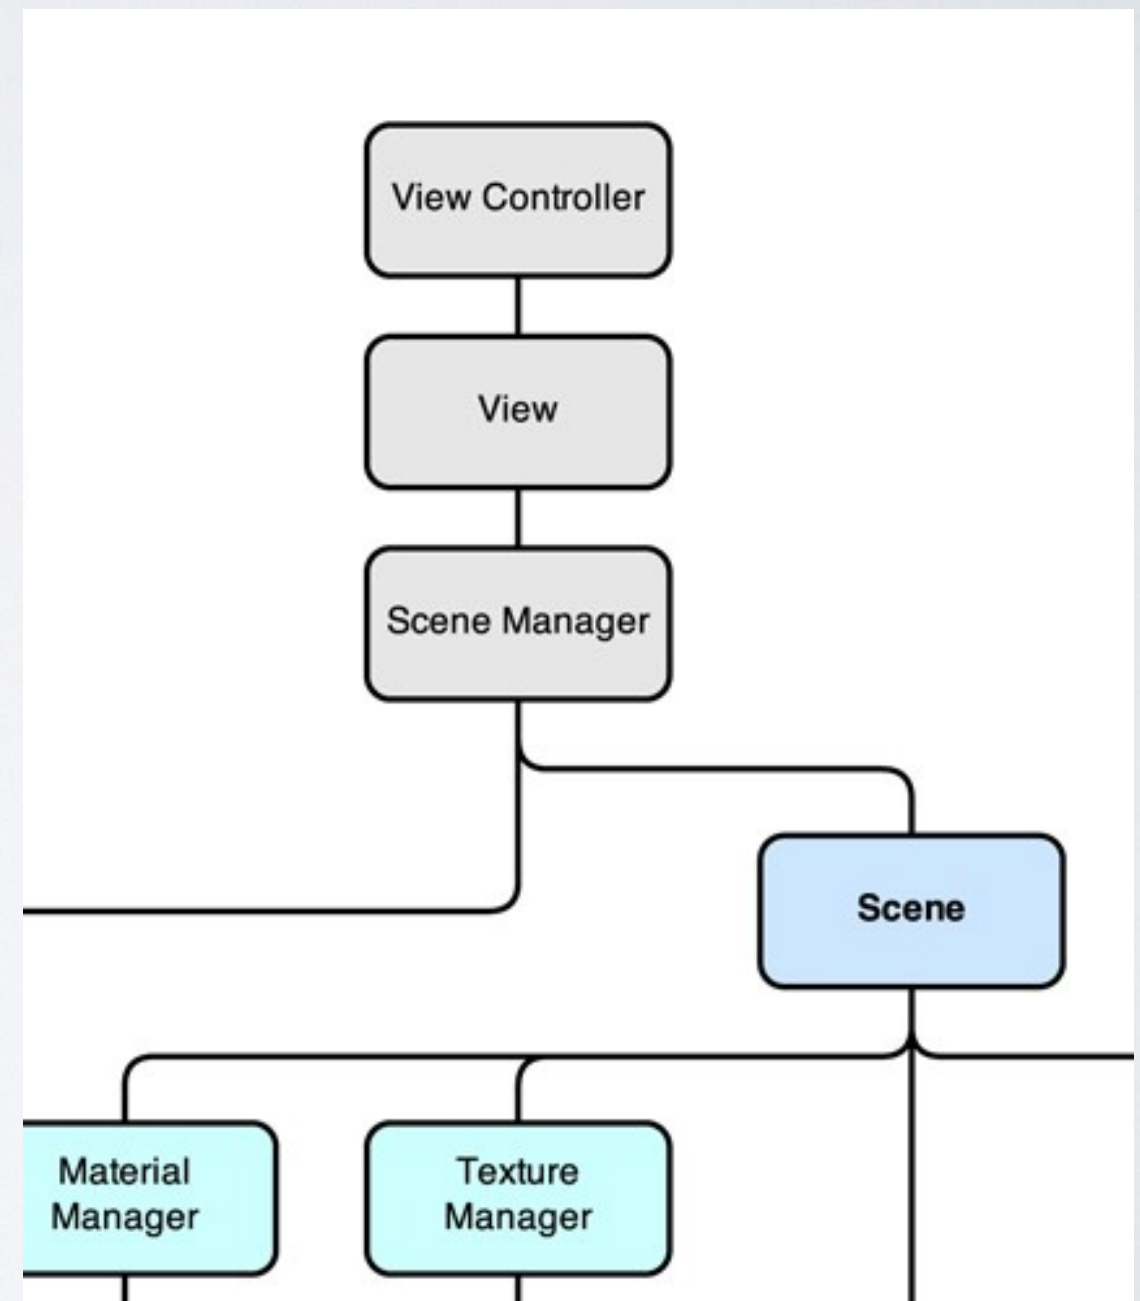 View Controller
View
Scene Manager
Scene
Material
Manager
Texture
Manager